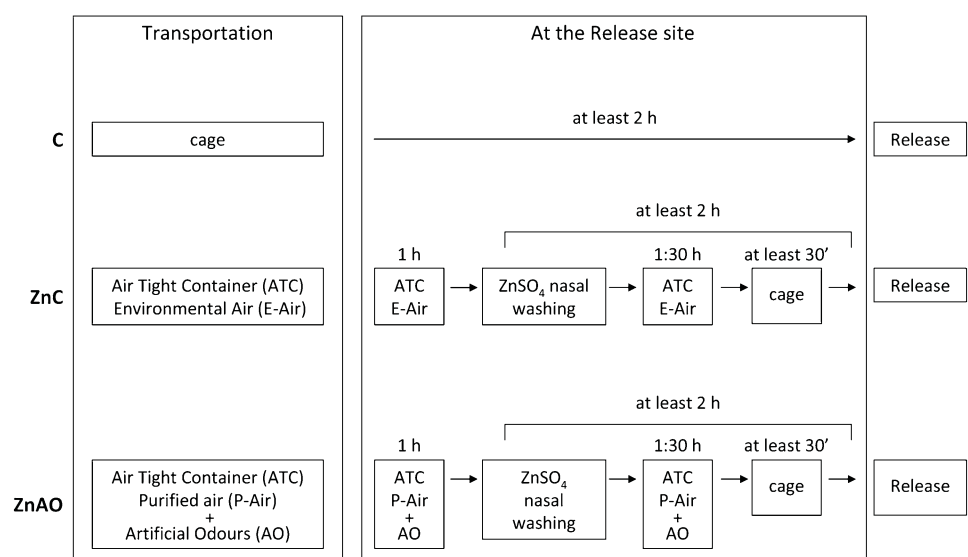 Transportation
At the Release site
C
cage
at least 2 h
Release
at least 2 h
1 h
1:30 h
at least 30’
ZnC
Air Tight Container (ATC)
Environmental Air (E-Air)
ATC
E-Air
ZnSO₄ nasal
washing
ATC
E-Air
cage
Release
at least 2 h
1 h
1:30 h
at least 30’
ZnAO
Air Tight Container (ATC)
Purified air (P-Air)
+
Artificial Odours (AO)
ATC
P-Air
+
AO
ZnSO₄
nasal
washing
ATC
P-Air
+
AO
cage
Release